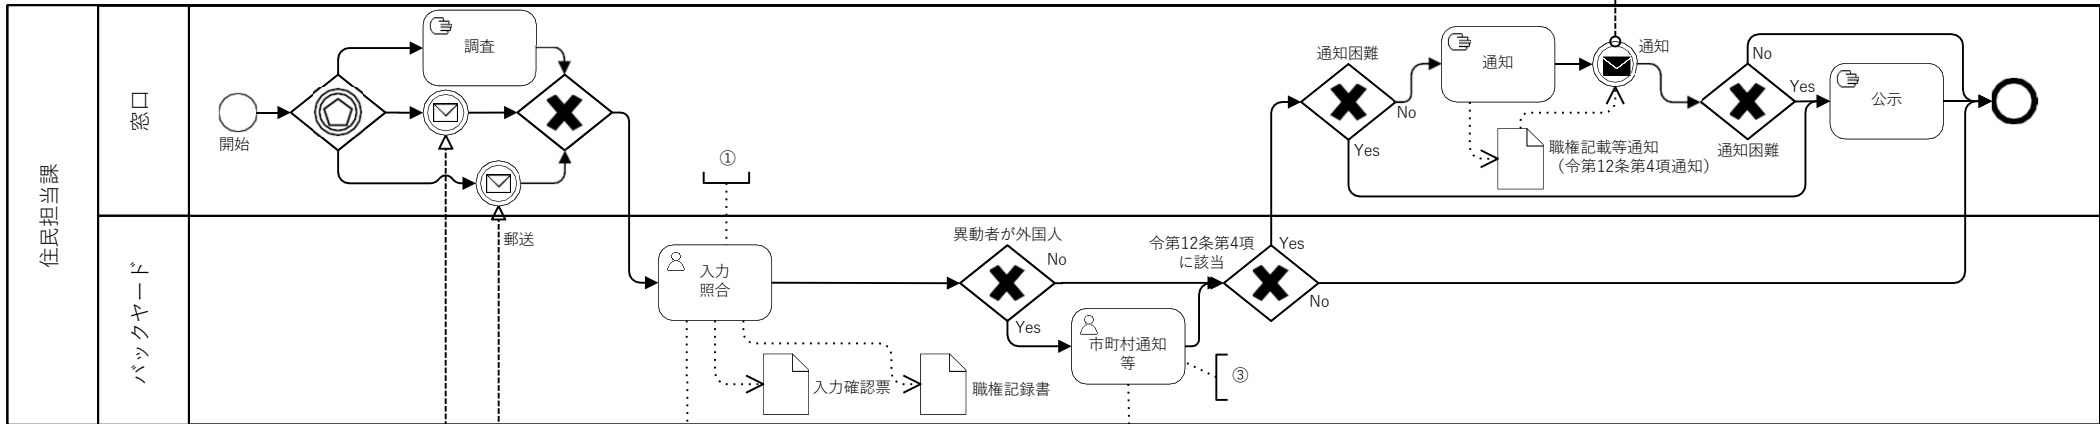 住民担当課
窓口
バックヤード
開始
調査
郵送
①
入力
照合
入力確認票
職権記録書
異動者が外国人
No
Yes
市町村通知
等
③
令第12条第4項
に該当
Yes
No
通知困難
No
Yes
通知
通知
職権記載等通知
（令第12条第4項通知）
No
Yes
通知困難
公示